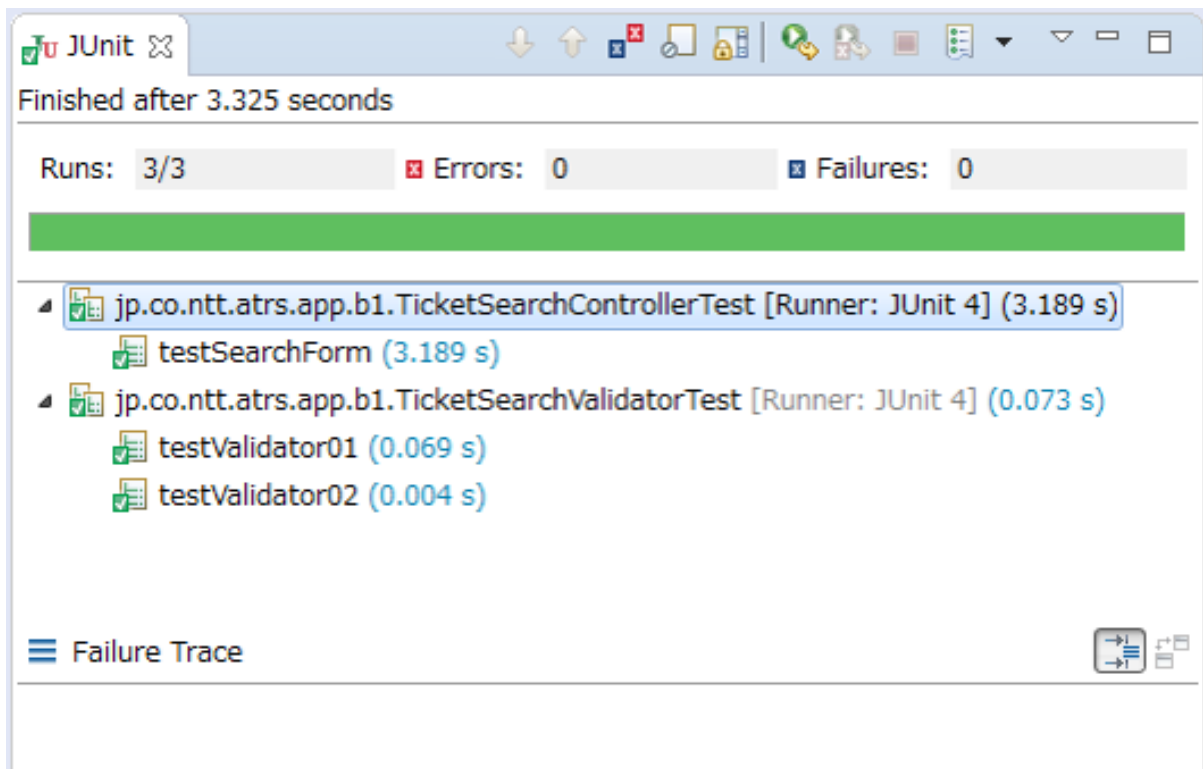 JUnit
Finished after 3.325 seconds
Runs: 3/3 Errors: 0 Failures: 0
jp.co.ntt.atrs.app.b1.TicketSearchControllerTest [Runner: JUnit 4] (3.189 s)
testSearchForm (3.189 s)
jp.co.ntt.atrs.app.b1.TicketSearchValidatorTest [Runner: JUnit 4] (0.073 s)
testValidator01 (0.069 s)
testValidator02 (0.004 s)
Failure Trace